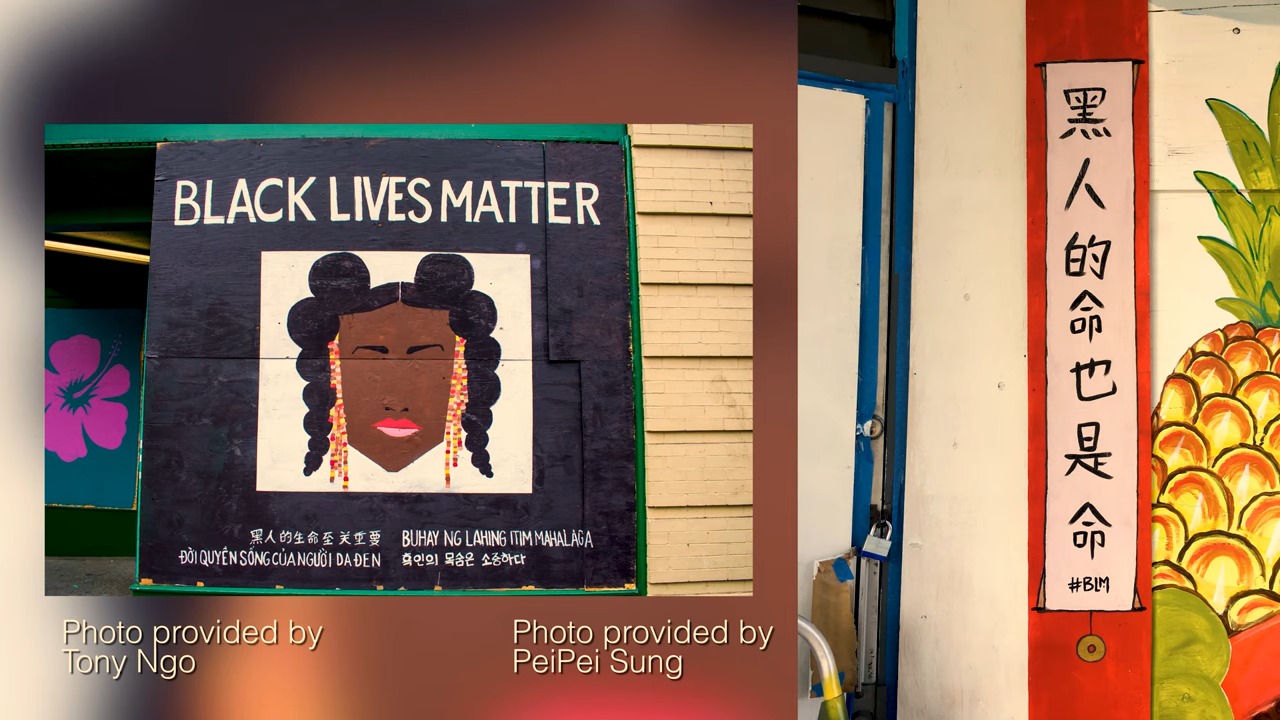 BLACK LIVES MATTER
黑人的生命至关重要
BUHAY NG LAHING ITIM MAHALAGA
ĐỜI QUYỀN SỐNG CỦA NGƯỜI DA ĐEN
흑인의 목숨은 소중하다
Photo provided by
Tony Ngo
Photo provided by
PeiPei Sung
黑人的命也是命
#BLM